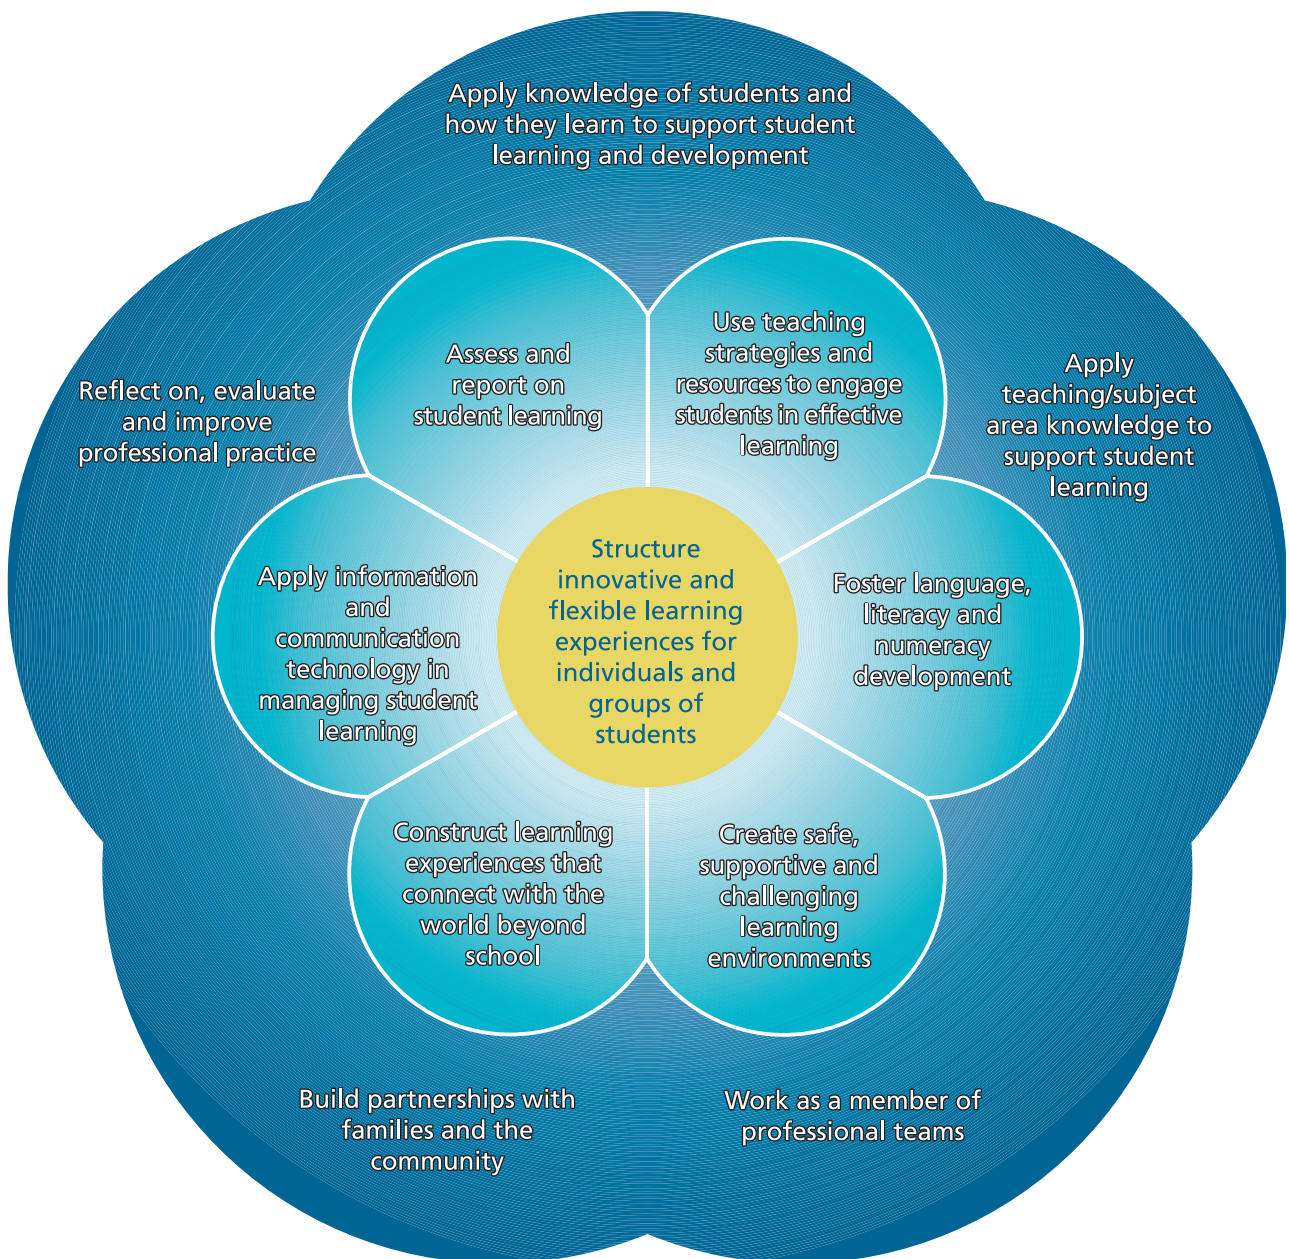 Apply knowledge of students and
how they learn to support student
learning and development
Assess and
report on
student learning
Use teaching
strategies and
resources to engage
students in effective
learning
Reflect on, evaluate
and improve
professional practice
Apply
teaching/subject
area knowledge to
support student
learning
Structure
innovative and
flexible learning
experiences for
individuals and
groups of
students
Apply information
and
communication
technology in
managing student
learning
Foster language,
literacy and
numeracy
development
Construct learning
experiences that
connect with the
world beyond
school
Create safe,
supportive and
challenging
learning
environments
Build partnerships with
families and the
community
Work as a member of
professional teams